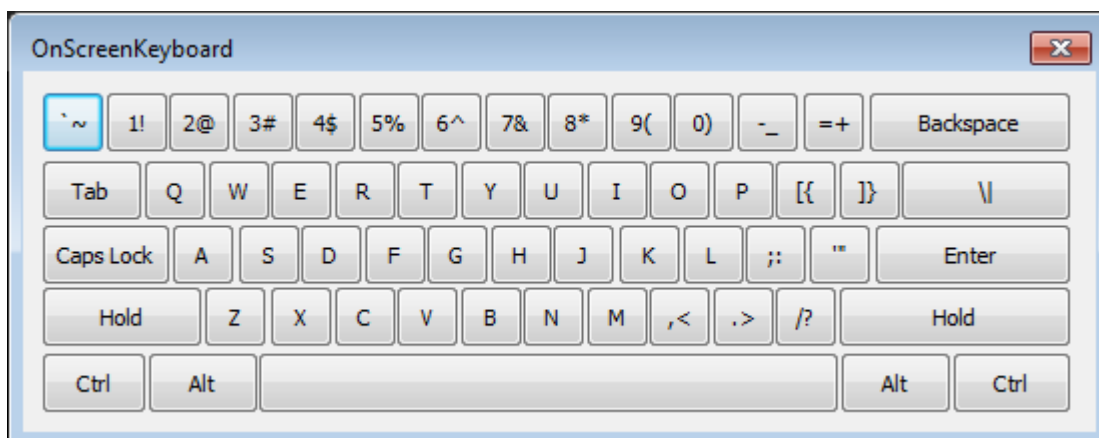 OnScreenKeyboard
`~ 1! 2@ 3# 4$ 5% 6^ 7& 8* 9( 0) -_ =+ Backspace
Tab Q W E R T Y U I O P [{ ]} \|
Caps Lock A S D F G H J K L ;: '" Enter
Hold Z X C V B N M ,< .> /? Hold
Ctrl Alt Alt Ctrl